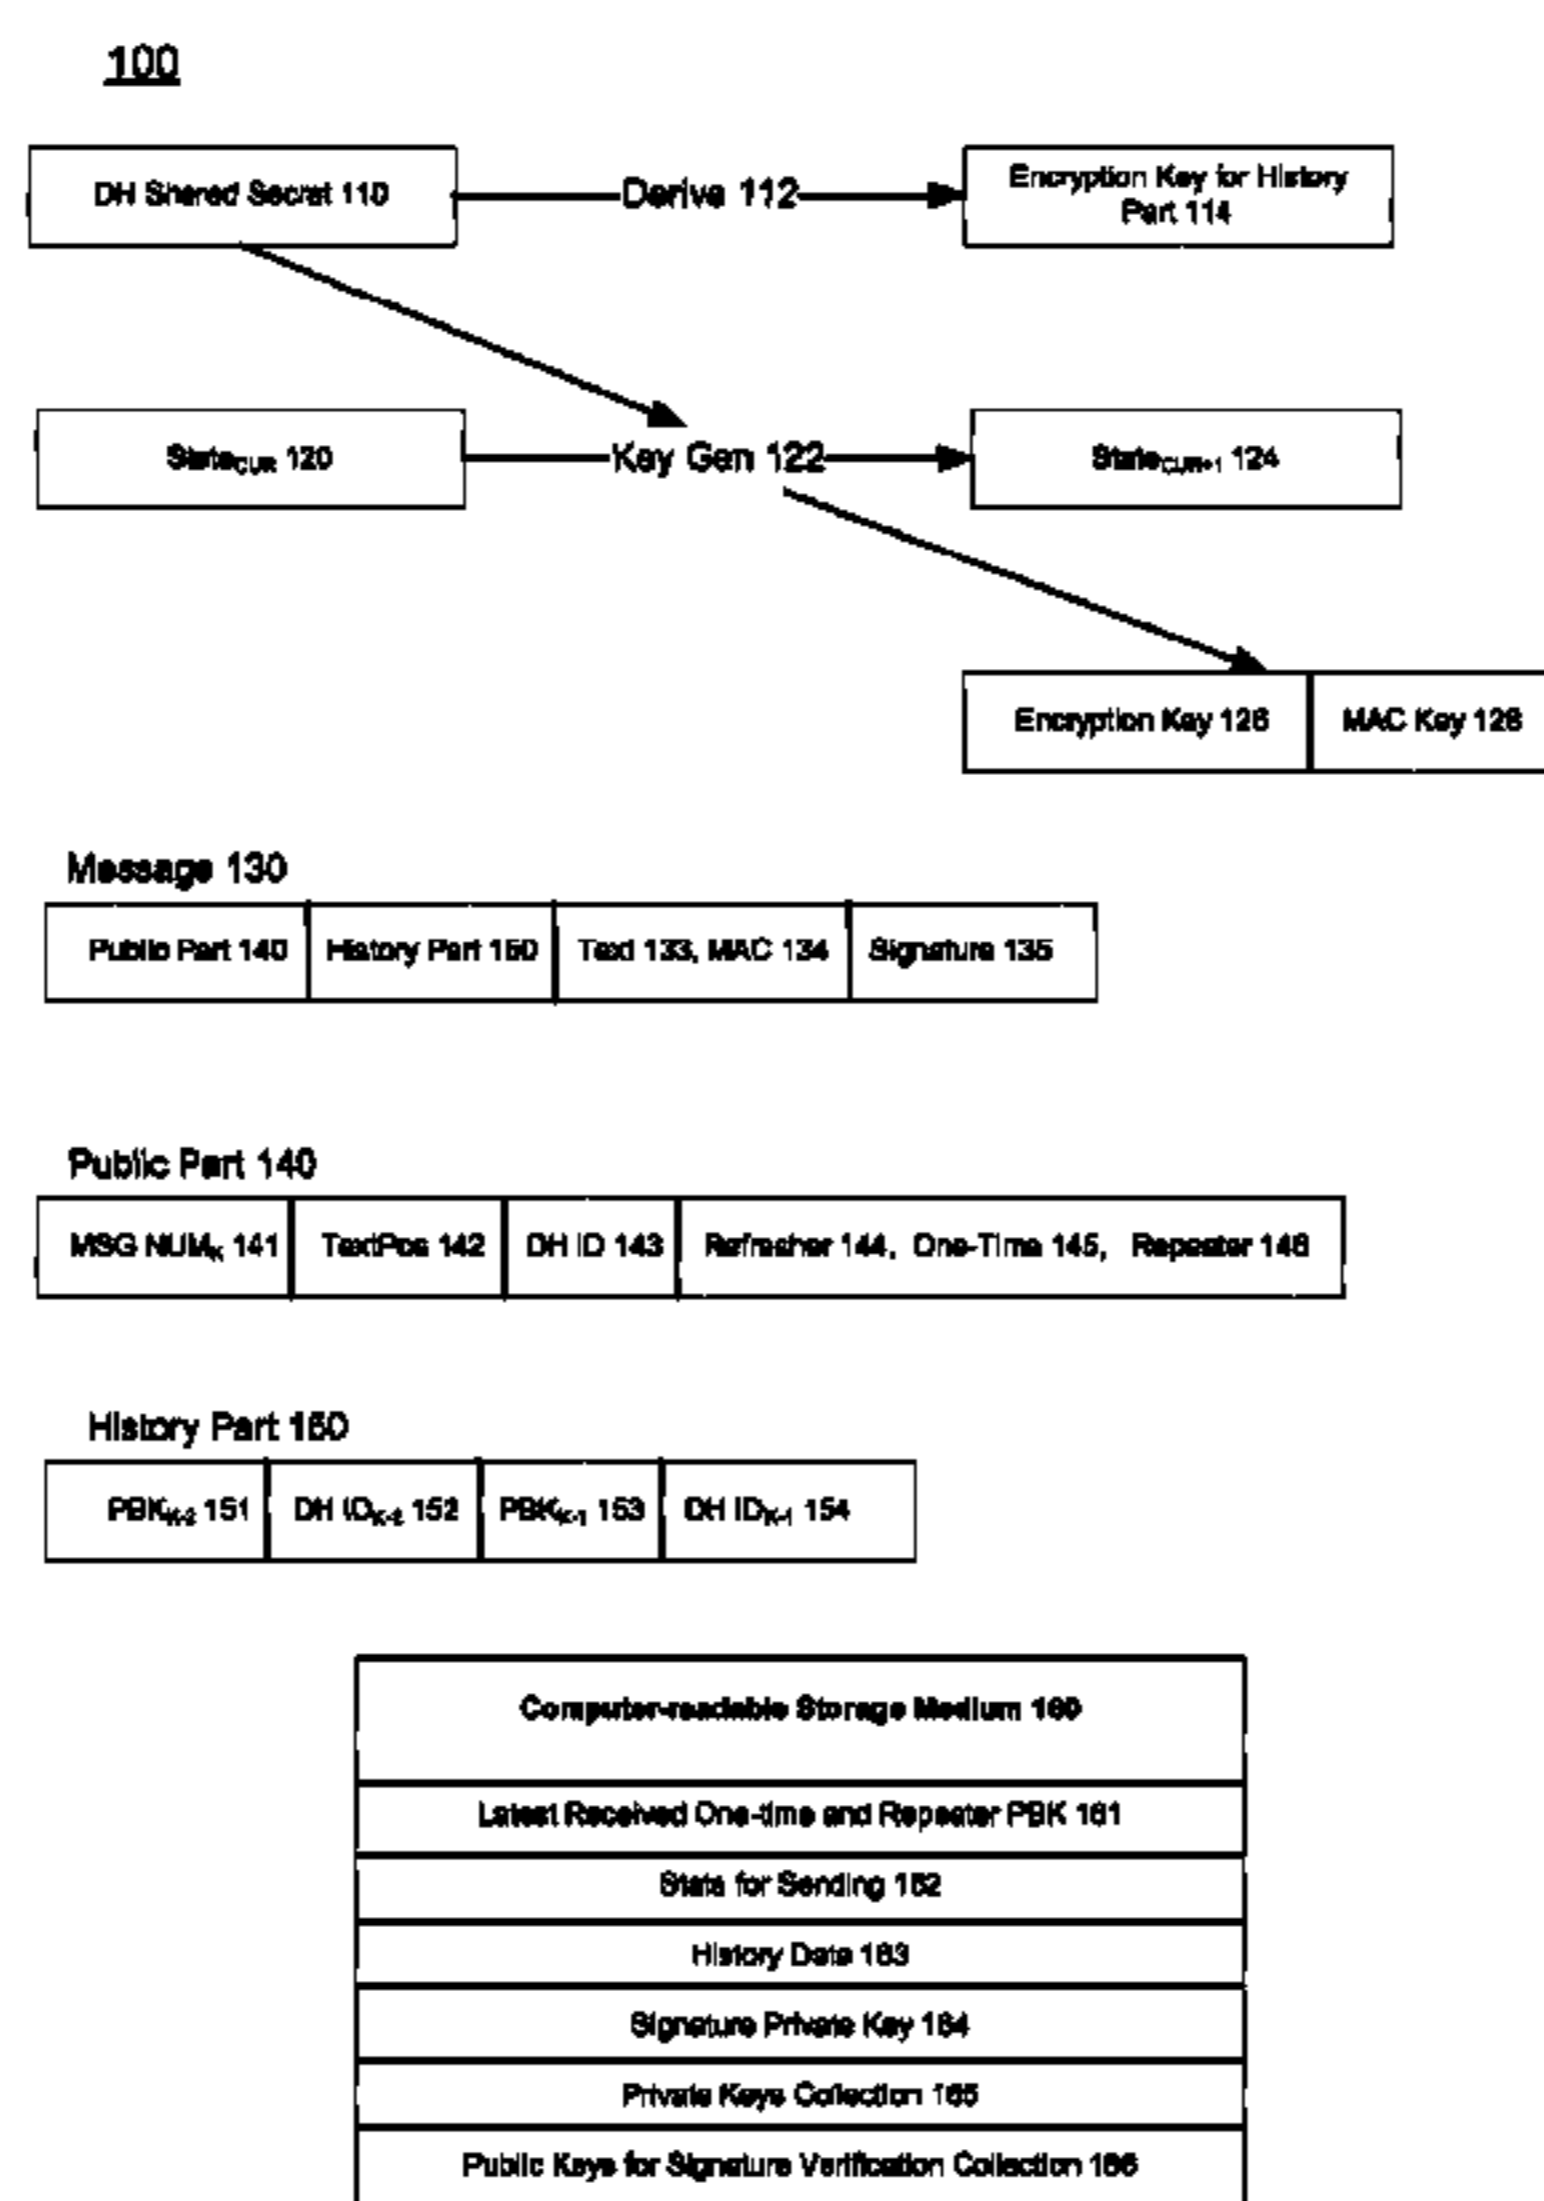 100
DH Shared Secret 110
Derive 112
Encryption Key for History
Part 114
StateCUR 120
Key Gen 122
StateCUR+1 124
Encryption Key 126
MAC Key 128
Message 130
Public Part 140
History Part 150
Text 133, MAC 134
Signature 135
Public Part 140
MSG NUMK 141
TextPos 142
DH ID 143
Refresher 144, One-Time 145, Repeater 146
History Part 150
PBKK-2 151
DH IDK-2 152
PBKK-1 153
DH IDK-1 154
Computer-readable Storage Medium 160
Latest Received One-time and Repeater PBK 161
State for Sending 162
History Data 163
Signature Private Key 164
Private Keys Collection 165
Public Keys for Signature Verification Collection 166